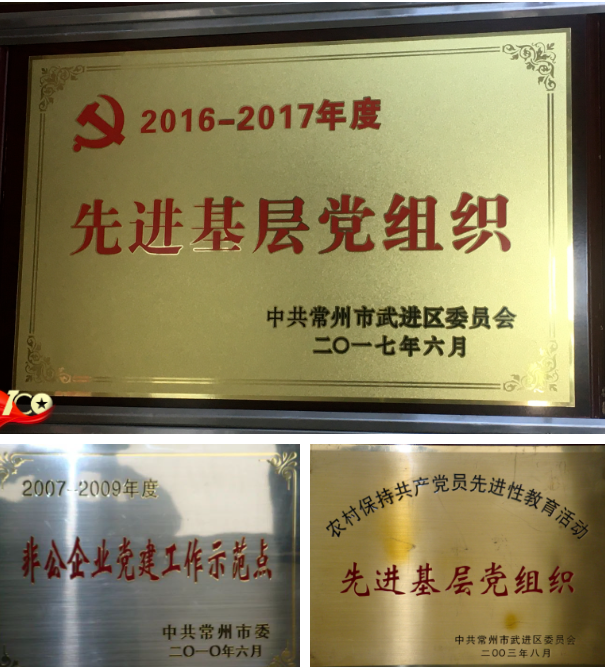 2016-2017年度
先进基层党组织
中共常州市武进区委员会
二〇一七年六月
100
2007-2009年度
非公企业党建工作示范点
中共常州市委
二〇一〇年六月
农村保持共产党员先进性教育活动
先进基层党组织
中共常州市武进区委员会
二〇〇三年八月